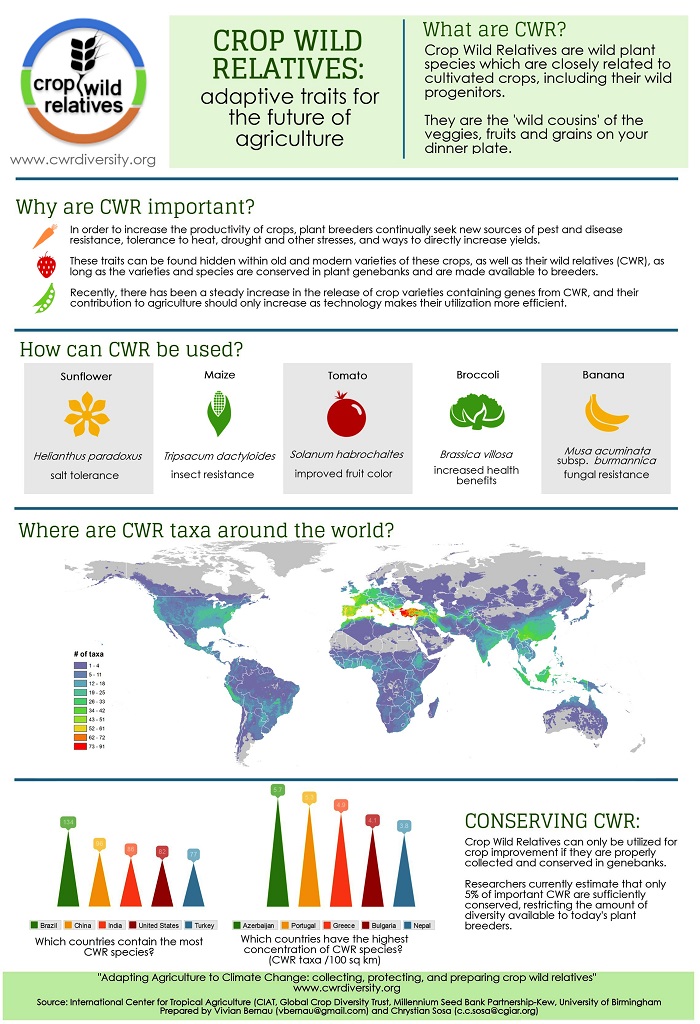 crop wild
relatives
www.cwrdiversity.org
CROP WILD
RELATIVES:
adaptive traits for
the future of
agriculture
What are CWR?
Crop Wild Relatives are wild plant
species which are closely related to
cultivated crops, including their wild
progenitors.
They are the 'wild cousins' of the
veggies, fruits and grains on your
dinner plate.
Why are CWR important?
In order to increase the productivity of crops, plant breeders continually seek new sources of pest and disease
resistance, tolerance to heat, drought and other stresses, and ways to directly increase yields.
These traits can be found hidden within old and modern varieties of these crops, as well as their wild relatives (CWR), as
long as the varieties and species are conserved in plant genebanks and are made available to breeders.
Recently, there has been a steady increase in the release of crop varieties containing genes from CWR, and their
contribution to agriculture should only increase as technology makes their utilization more efficient.
How can CWR be used?
Sunflower
Helianthus paradoxus
salt tolerance
Maize
Tripsacum dactyloides
insect resistance
Tomato
Solanum habrochaites
improved fruit color
Broccoli
Brassica villosa
increased health
benefits
Banana
Musa acuminata
subsp. burmannica
fungal resistance
Where are CWR taxa around the world?
# of taxa
1 - 4
5 - 11
12 - 18
19 - 25
26 - 33
34 - 42
43 - 51
52 - 61
62 - 72
73 - 91
134
82
77
Brazil China India United States Turkey
Which countries contain the most
CWR species?
5.7
4.9
4.1
3.8
Azerbaijan Portugal Greece Bulgaria Nepal
Which countries have the highest
concentration of CWR species?
(CWR taxa /100 sq km)
CONSERVING CWR:
Crop Wild Relatives can only be utilized for
crop improvement if they are properly
collected and conserved in genebanks.
Researchers currently estimate that only
5% of important CWR are sufficiently
conserved, restricting the amount of
diversity available to today's plant
breeders.
"Adapting Agriculture to Climate Change: collecting, protecting, and preparing crop wild relatives"
www.cwrdiversity.org
Source: International Center for Tropical Agriculture (CIAT, Global Crop Diversity Trust, Millennium Seed Bank Partnership-Kew, University of Birmingham
Prepared by Vivian Bernau (vbernau@gmail.com) and Chrystian Sosa (c.c.sosa@cgiar.org)